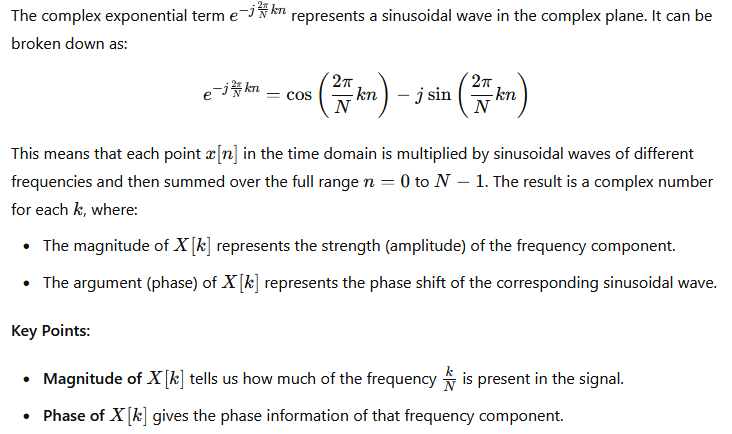 The complex exponential term $e^{-j\frac{2\pi}{N}kn}$ represents a sinusoidal wave in the complex plane. It can be
broken down as:
$e^{-j\frac{2\pi}{N}kn} = \cos\left(\frac{2\pi}{N}kn\right) - j\sin\left(\frac{2\pi}{N}kn\right)$
This means that each point $x[n]$ in the time domain is multiplied by sinusoidal waves of different
frequencies and then summed over the full range $n = 0$ to $N - 1$. The result is a complex number
for each $k$, where:
• The magnitude of $X[k]$ represents the strength (amplitude) of the frequency component.
• The argument (phase) of $X[k]$ represents the phase shift of the corresponding sinusoidal wave.
Key Points:
• Magnitude of $X[k]$ tells us how much of the frequency $\frac{k}{N}$ is present in the signal.
• Phase of $X[k]$ gives the phase information of that frequency component.